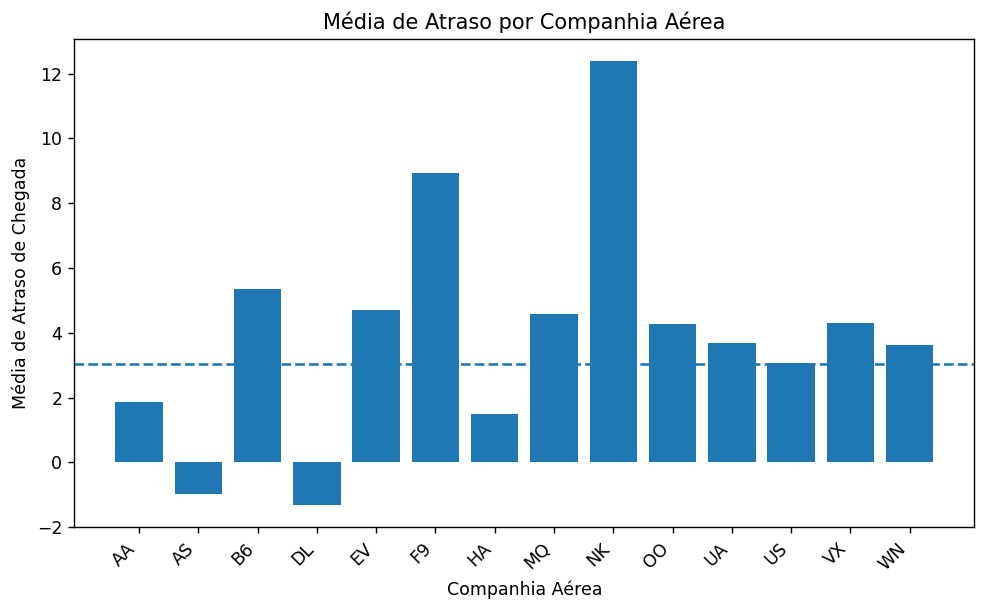 Média de Atraso por Companhia Aérea
Média de Atraso de Chegada
12
10
8
6
4
2
0
−2
AA
AS
B6
DL
EV
F9
HA
MQ
NK
OO
UA
US
VX
WN
Companhia Aérea